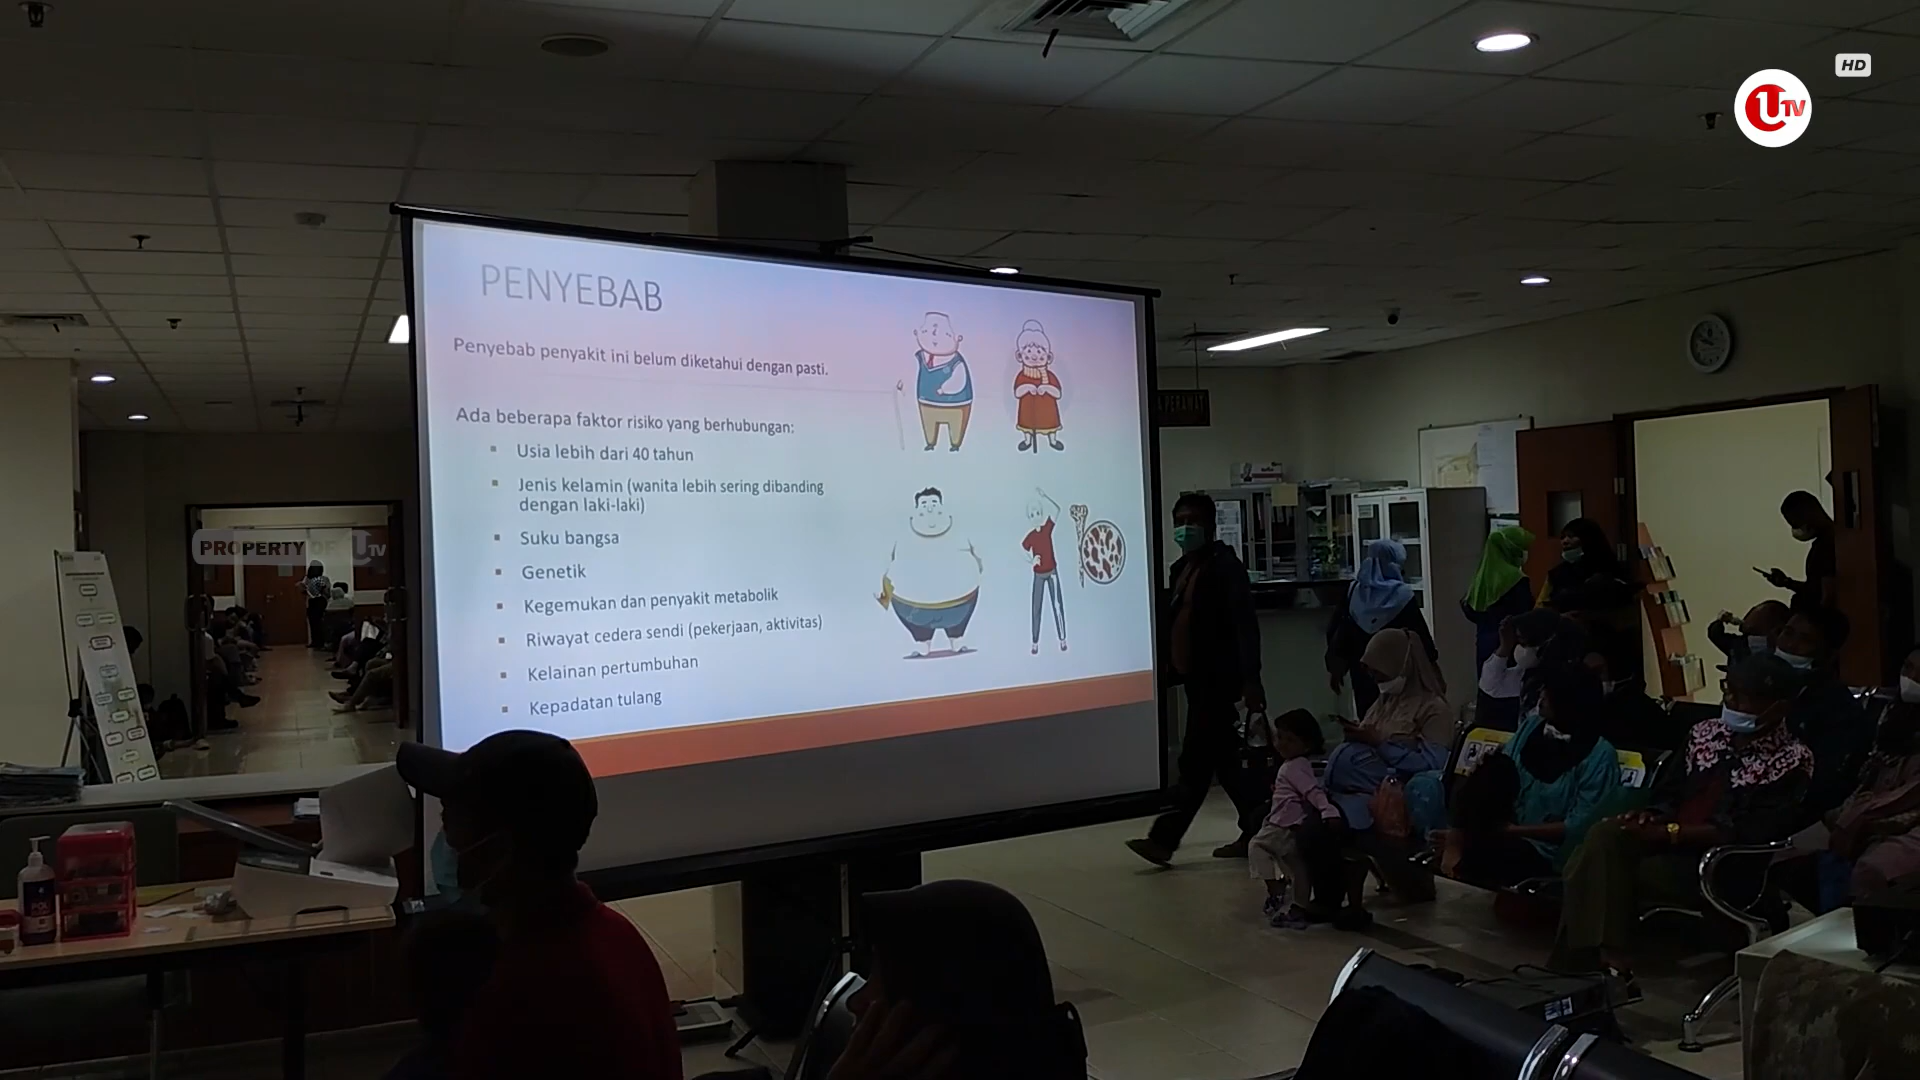 HD
UTV
PENYEBAB
Penyebab penyakit ini belum diketahui dengan pasti.
Ada beberapa faktor risiko yang berhubungan:
▪ Usia lebih dari 40 tahun
▪ Jenis kelamin (wanita lebih sering dibanding
dengan laki-laki)
▪ Suku bangsa
▪ Genetik
▪ Kegemukan dan penyakit metabolik
▪ Riwayat cedera sendi (pekerjaan, aktivitas)
▪ Kelainan pertumbuhan
▪ Kepadatan tulang
PERAWAT
PROPERTY OF UTV